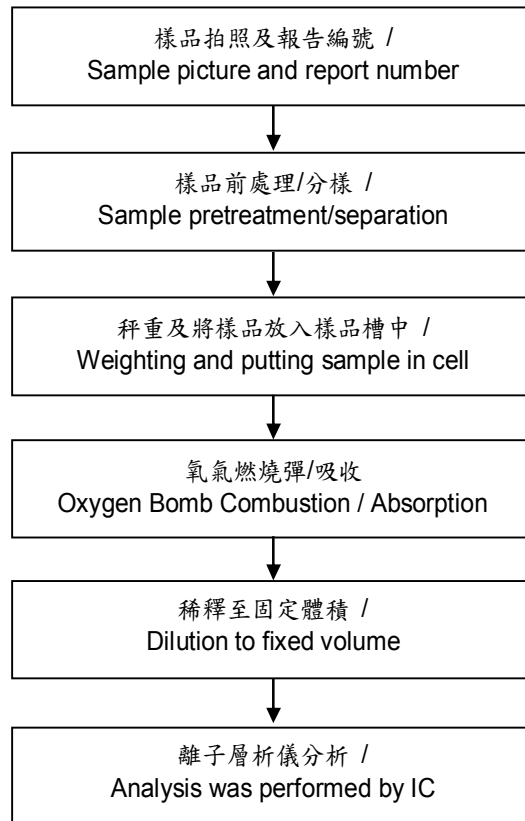 樣品拍照及報告編號 /
Sample picture and report number
樣品前處理/分樣 /
Sample pretreatment/separation
秤重及將樣品放入樣品槽中 /
Weighting and putting sample in cell
氧氣燃燒彈/吸收
Oxygen Bomb Combustion / Absorption
稀釋至固定體積 /
Dilution to fixed volume
離子層析儀分析 /
Analysis was performed by IC